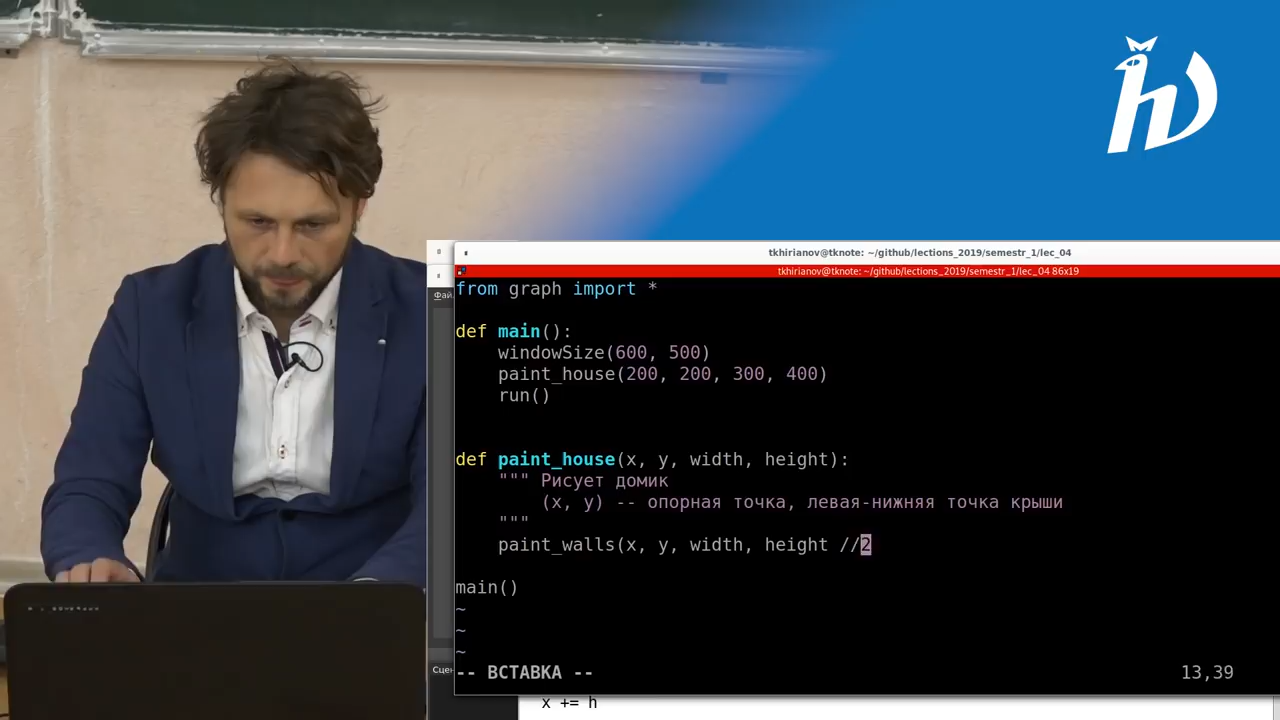 tkhirianov@tknote: ~/github/lections_2019/semestr_1/lec_04
tkhirianov@tknote: ~/github/lections_2019/semestr_1/lec_04 86x19
Фай
from graph import *
def main():
    windowSize(600, 500)
    paint_house(200, 200, 300, 400)
    run()
def paint_house(x, y, width, height):
    """ Рисует домик
        (x, y) -- опорная точка, левая-нижняя точка крыши
    """
    paint_walls(x, y, width, height //2
main()
~
~
~
Сцен
-- ВСТАВКА --
13,39
x += h